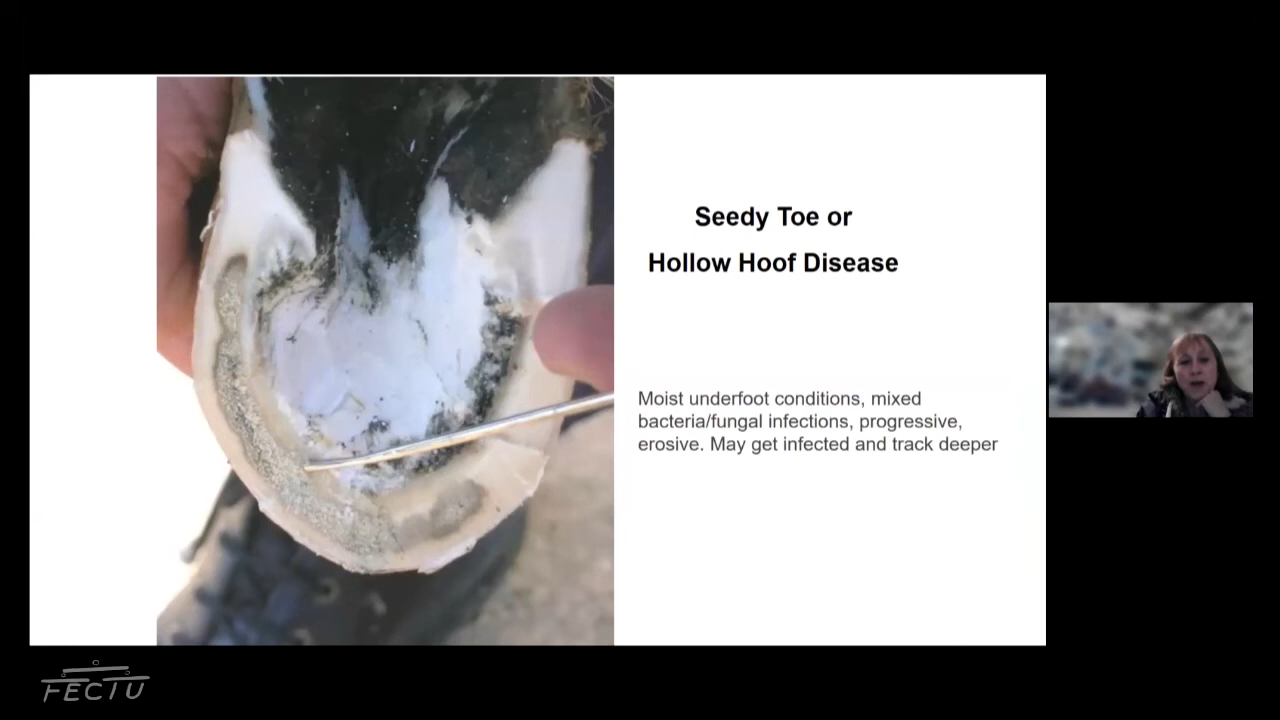 Seedy Toe or
Hollow Hoof Disease
Moist underfoot conditions, mixed
bacteria/fungal infections, progressive,
erosive. May get infected and track deeper
FECTU